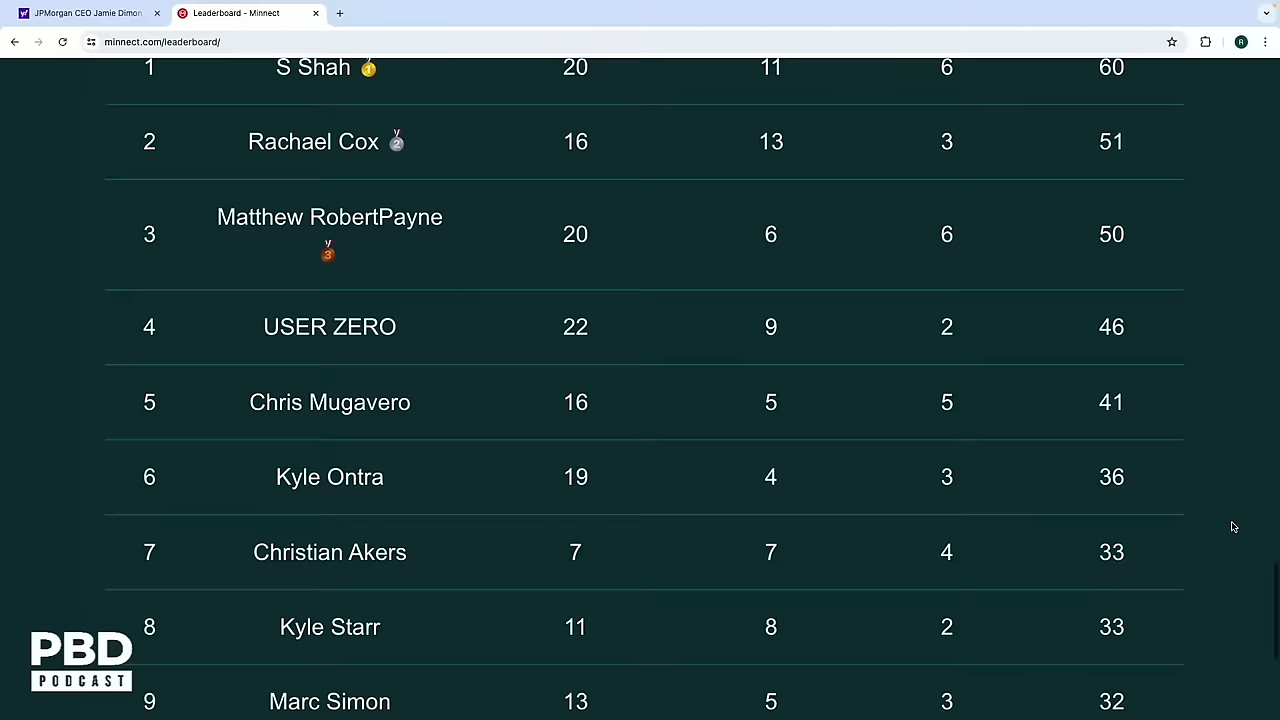 JPMorgan CEO Jamie Dimon
Leaderboard - Minnect
minnect.com/leaderboard/
R
1 S Shah 1 20 11 6 60
2 Rachael Cox 2 16 13 3 51
3 Matthew RobertPayne 20 6 6 50
3
4 USER ZERO 22 9 2 46
5 Chris Mugavero 16 5 5 41
6 Kyle Ontra 19 4 3 36
7 Christian Akers 7 7 4 33
8 Kyle Starr 11 8 2 33
9 Marc Simon 13 5 3 32
PBD
PODCAST